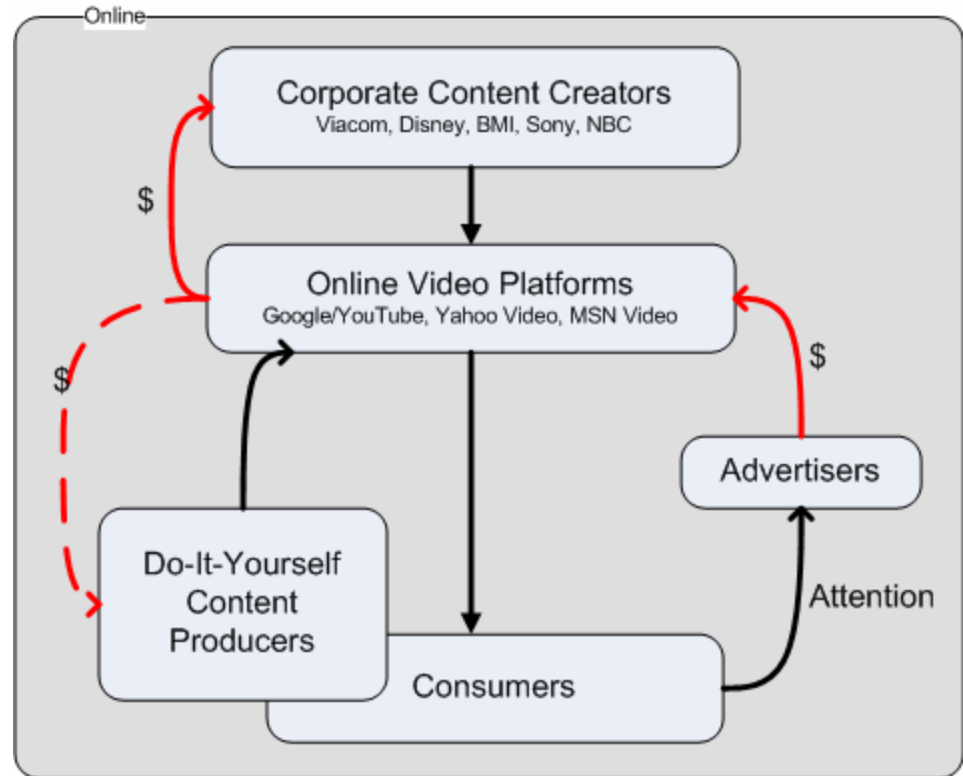 Online
Corporate Content Creators
Viacom, Disney, BMI, Sony, NBC
$
Online Video Platforms
Google/YouTube, Yahoo Video, MSN Video
$
$
Advertisers
Do-It-Yourself
Content
Producers
Attention
Consumers